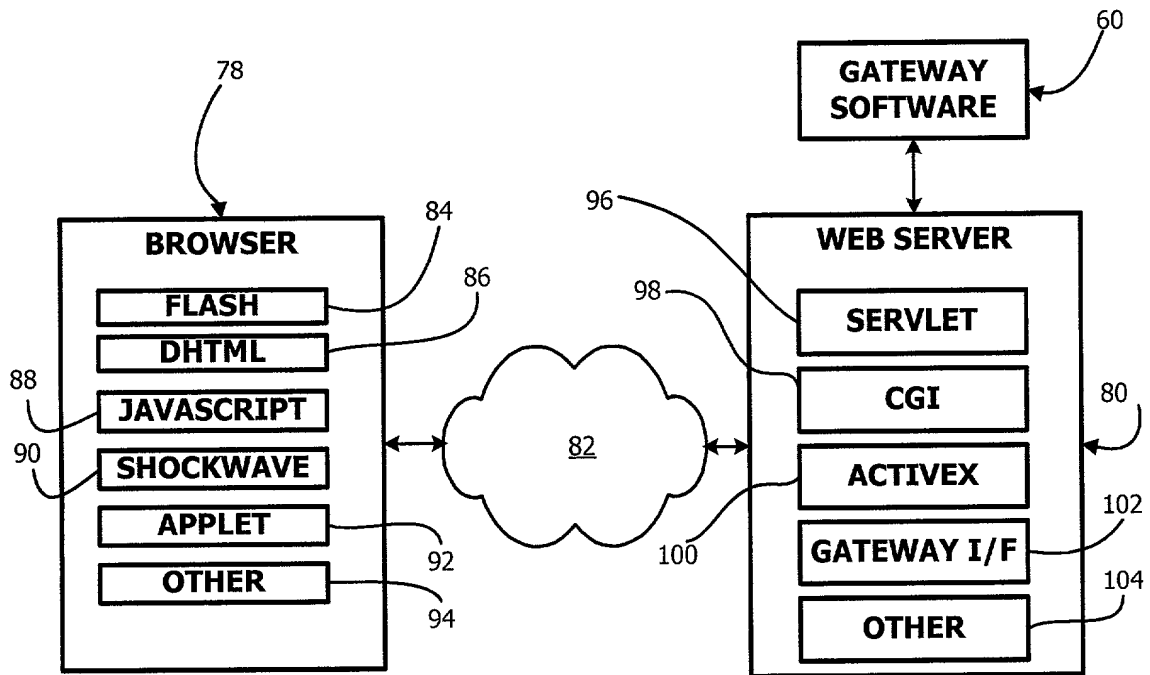 60
GATEWAY
SOFTWARE
78
BROWSER
84
FLASH
86
DHTML
88
JAVASCRIPT
90
SHOCKWAVE
APPLET
92
OTHER
94
82
WEB SERVER
96
SERVLET
98
CGI
80
ACTIVEX
100
102
GATEWAY I/F
104
OTHER